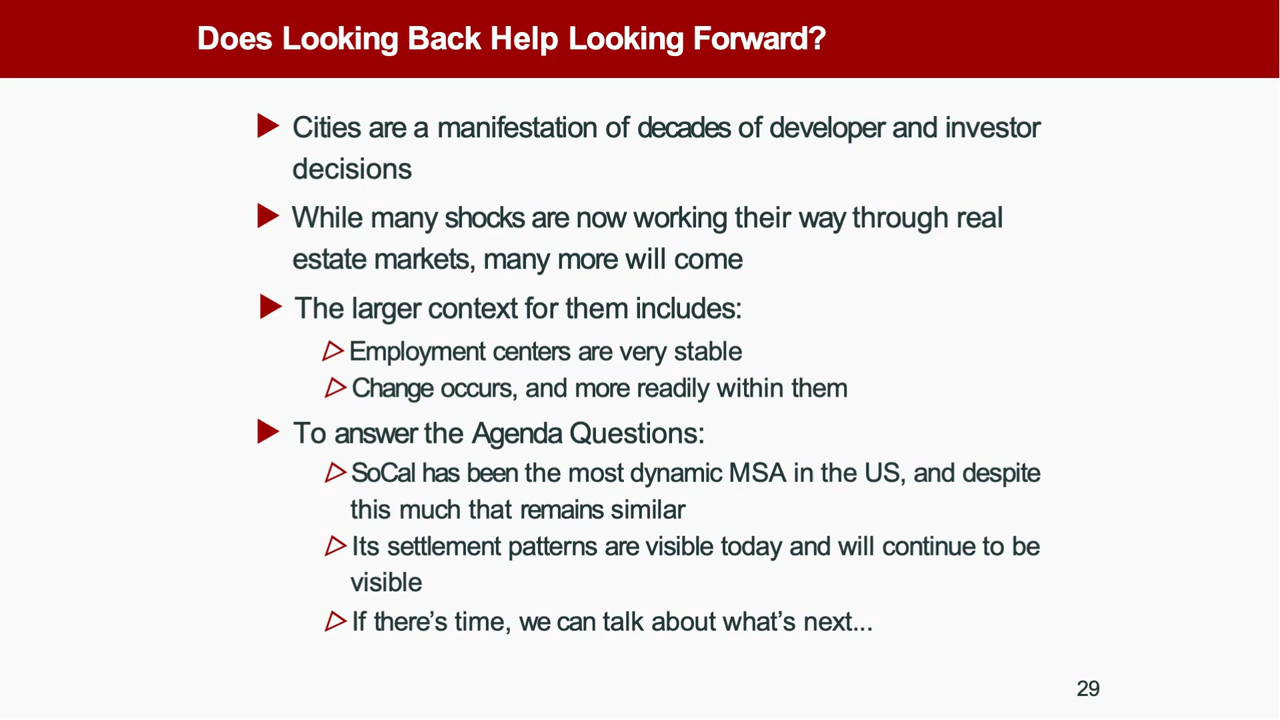 Does Looking Back Help Looking Forward?
Cities are a manifestation of decades of developer and investor
decisions
While many shocks are now working their way through real
estate markets, many more will come
The larger context for them includes:
Employment centers are very stable
Change occurs, and more readily within them
To answer the Agenda Questions:
SoCal has been the most dynamic MSA in the US, and despite
this much that remains similar
Its settlement patterns are visible today and will continue to be
visible
If there’s time, we can talk about what’s next...
29